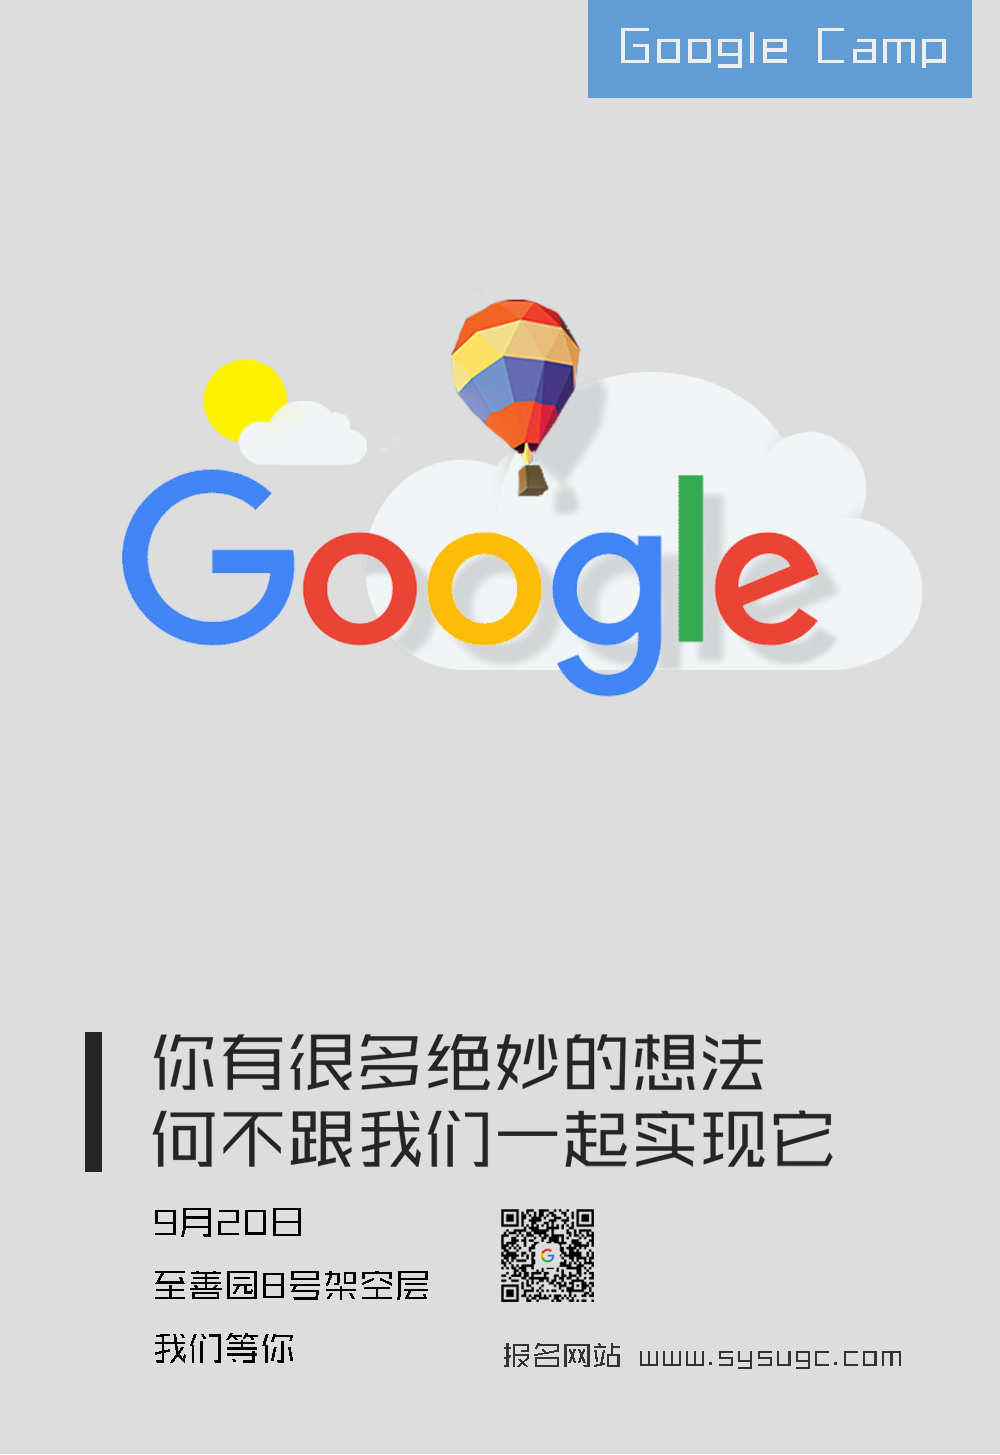 Google Camp
Google
你有很多绝妙的想法
何不跟我们一起实现它
9月20日
至善园8号架空层
我们等你
G
报名网站 www.sysugc.com